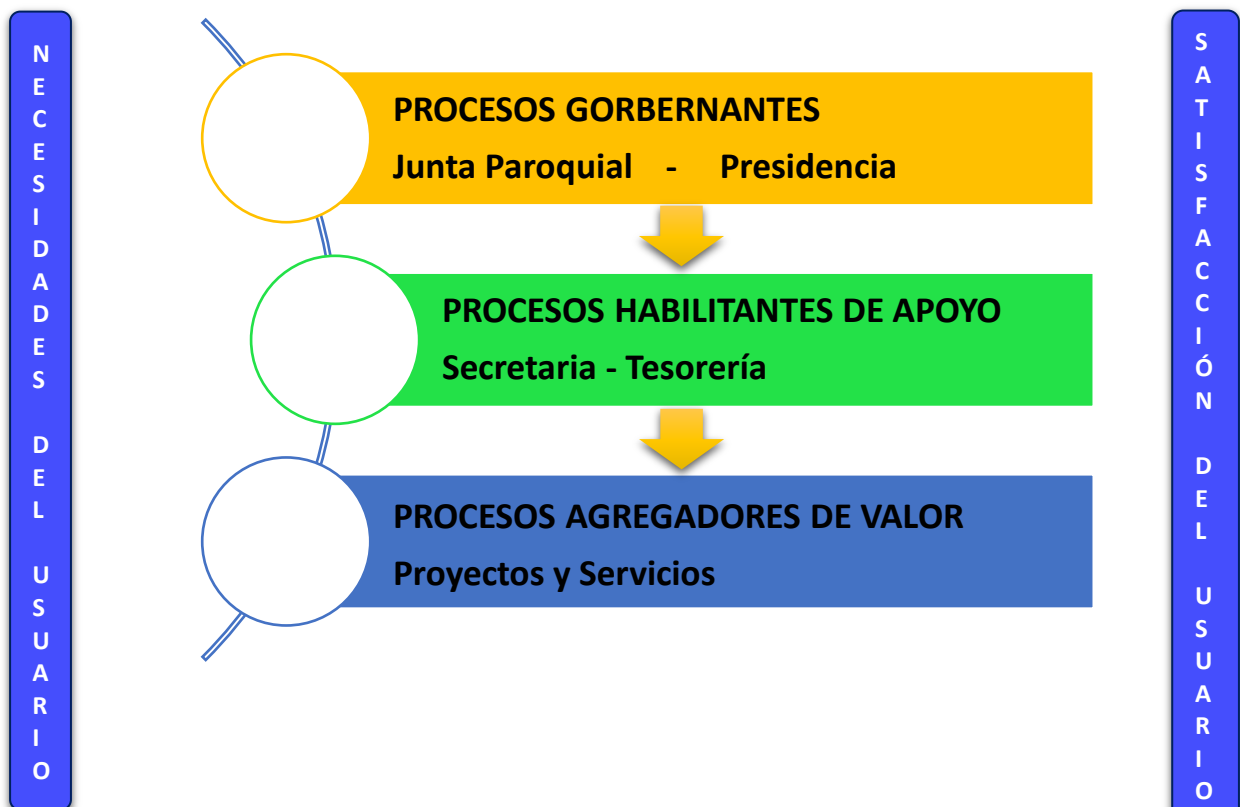 NECESIDADES DEL USUARIO
PROCESOS GORBERNANTES
Junta Paroquial - Presidencia
PROCESOS HABILITANTES DE APOYO
Secretaria - Tesorería
PROCESOS AGREGADORES DE VALOR
Proyectos y Servicios
SATISFACCIÓN DEL USUARIO